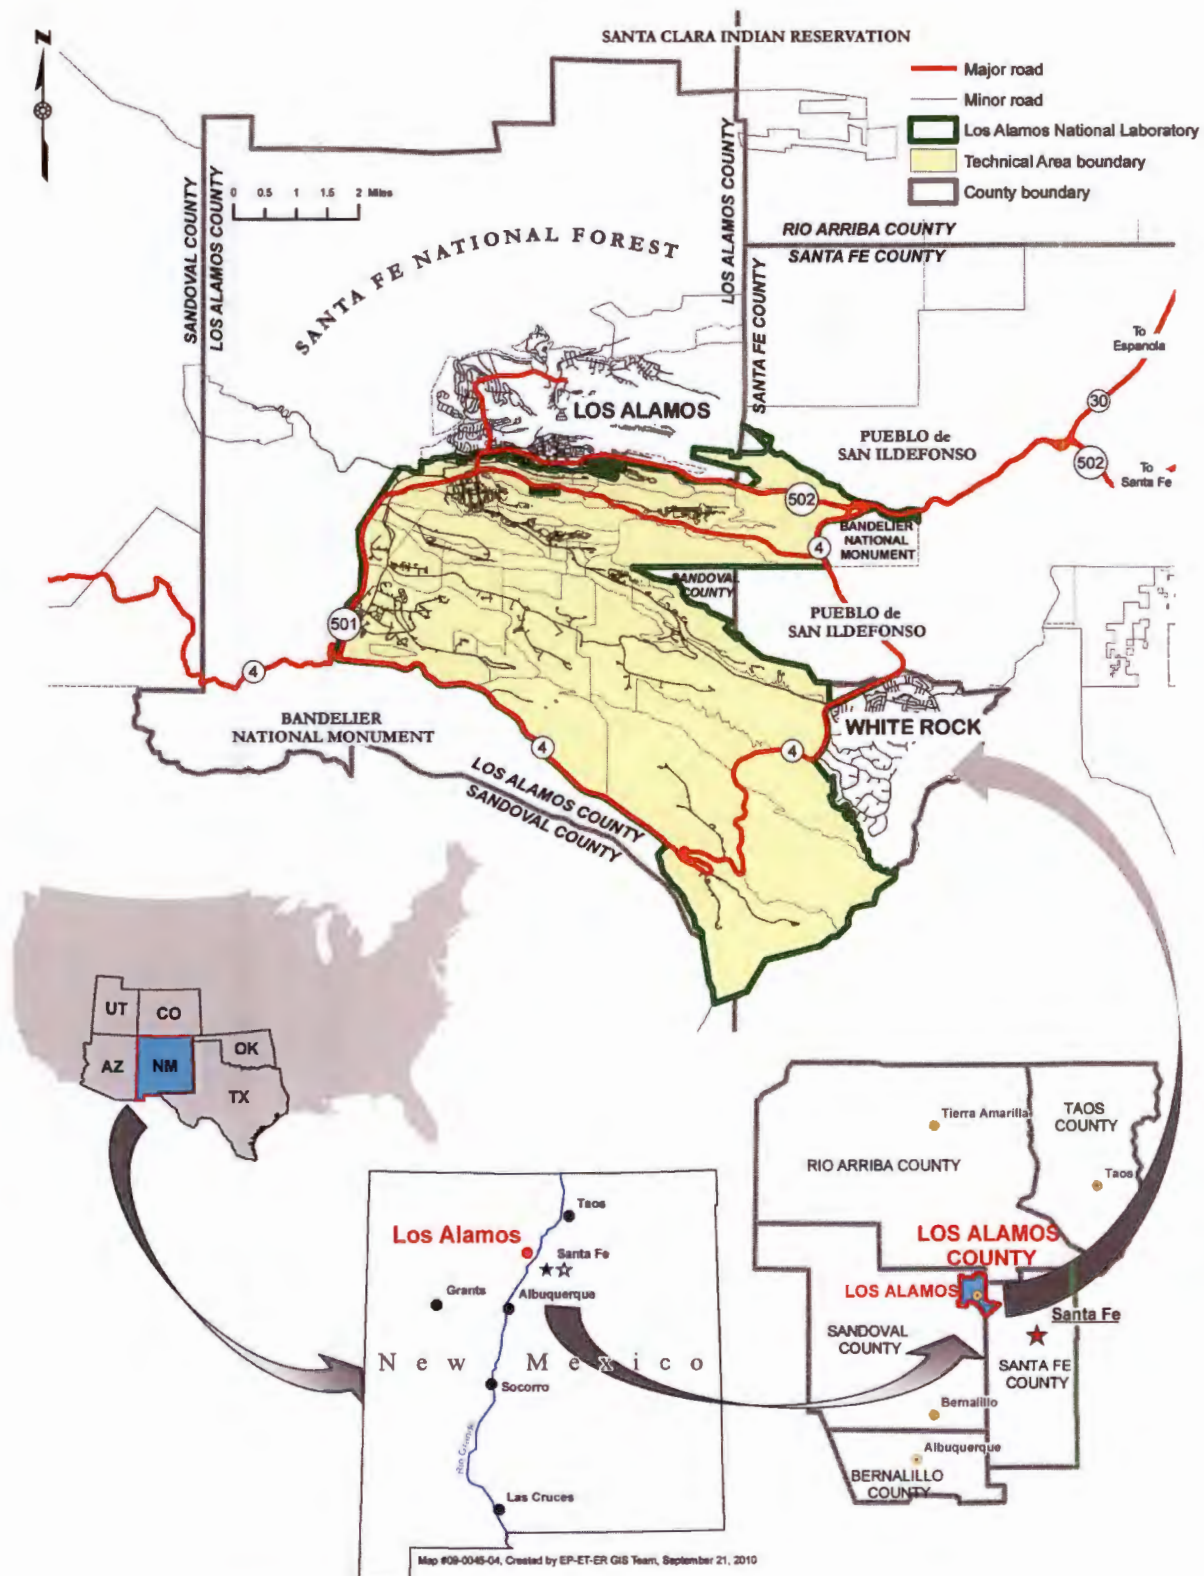 SANTA CLARA INDIAN RESERVATION
N
Major road
Minor road
Los Alamos National Laboratory
Technical Area boundary
County boundary
SANDOVAL COUNTY
LOS ALAMOS COUNTY
0 0.5 1 1.5 2 Miles
SANTA FE NATIONAL FOREST
LOS ALAMOS COUNTY
SANTA FE COUNTY
RIO ARRIBA COUNTY
SANTA FE COUNTY
To
Espanola
30
LOS ALAMOS
PUEBLO de
SAN ILDEFONSO
502
To
Santa Fe
502
BANDELIER
NATIONAL
MONUMENT
4
SANDOVAL
COUNTY
PUEBLO de
SAN ILDEFONSO
501
4
BANDELIER
NATIONAL MONUMENT
WHITE ROCK
4
4
LOS ALAMOS COUNTY
SANDOVAL COUNTY
UT
CO
AZ
NM
OK
TX
Taos
Los Alamos
Santa Fe
Grants
Albuquerque
New Mexico
Socorro
Rio Grande
Las Cruces
Tierra Amarilla
TAOS
COUNTY
RIO ARRIBA COUNTY
Taos
LOS ALAMOS
COUNTY
LOS ALAMOS
Santa Fe
SANDOVAL
COUNTY
SANTA FE
COUNTY
Bernalillo
Albuquerque
BERNALILLO
COUNTY
Map #09-0045-04, Created by EP-ET-ER GIS Team, September 21, 2010